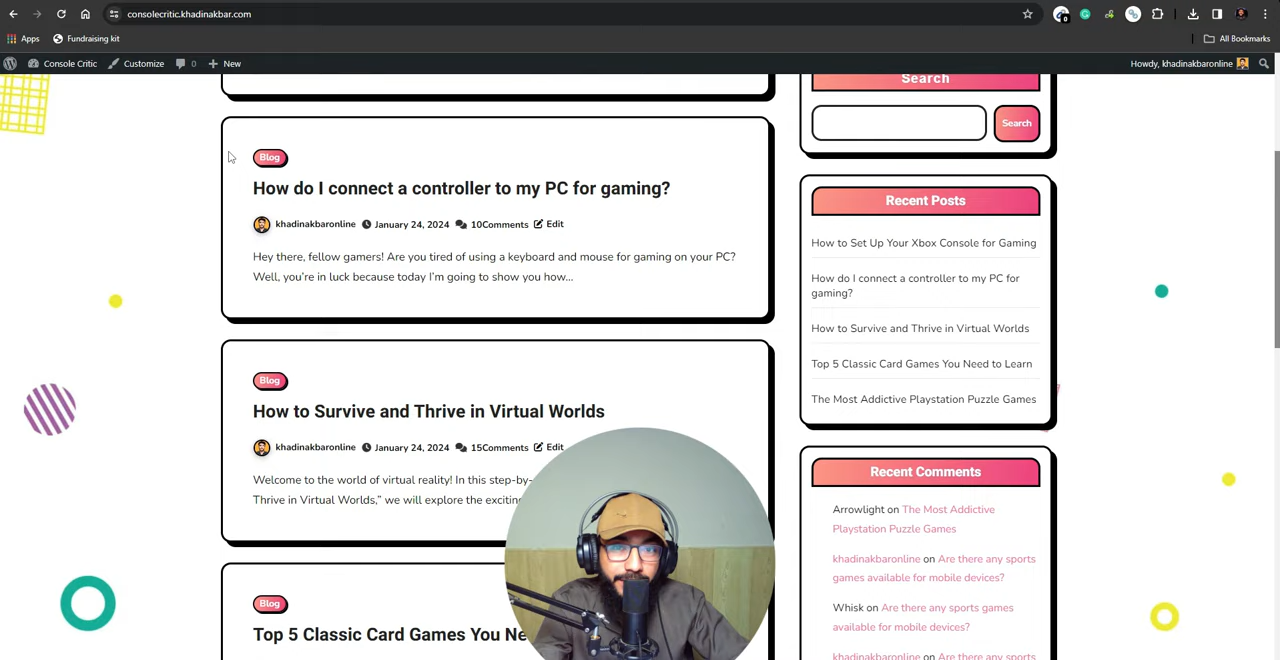 consolecritic.khadinakbar.com
Apps
Fundraising kit
All Bookmarks
Console Critic
Customize
0
New
Howdy, khadinakbaronline
Search
Search
Blog
How do I connect a controller to my PC for gaming?
khadinakbaronline January 24, 2024 10Comments Edit
Hey there, fellow gamers! Are you tired of using a keyboard and mouse for gaming on your PC?
Well, you're in luck because today I'm going to show you how...
Blog
How to Survive and Thrive in Virtual Worlds
khadinakbaronline January 24, 2024 15Comments Edit
Welcome to the world of virtual reality! In this step-by-
Thrive in Virtual Worlds,” we will explore the exciting
Blog
Top 5 Classic Card Games You Ne
Recent Posts
How to Set Up Your Xbox Console for Gaming
How do I connect a controller to my PC for
gaming?
How to Survive and Thrive in Virtual Worlds
Top 5 Classic Card Games You Need to Learn
The Most Addictive Playstation Puzzle Games
Recent Comments
Arrowlight on The Most Addictive
Playstation Puzzle Games
khadinakbaronline on Are there any sports
games available for mobile devices?
Whisk on Are there any sports games
available for mobile devices?
khadinakbaronline on Are there any sports